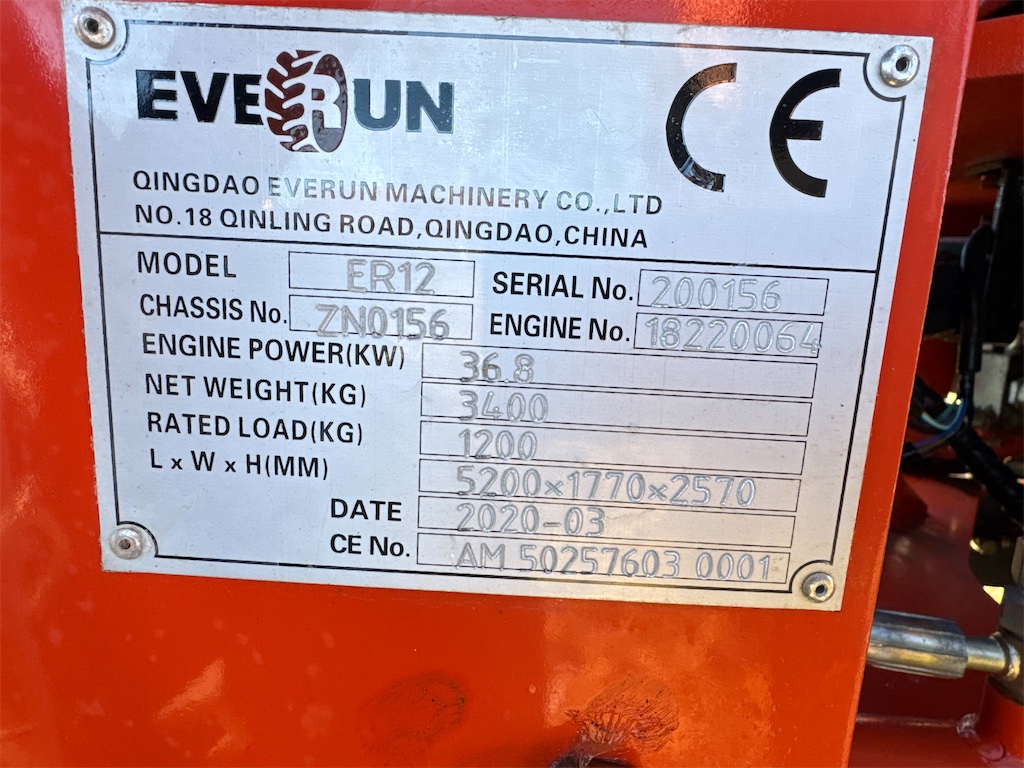 EVERUN
CE
QINGDAO EVERUN MACHINERY CO.,LTD
NO.18 QINLING ROAD,QINGDAO,CHINA
MODEL ER12 SERIAL No. 200156
CHASSIS No. ZN0156 ENGINE No. 18220064
ENGINE POWER(KW) 36.8
NET WEIGHT(KG) 3400
RATED LOAD(KG) 1200
L x W x H(MM) 5200×1770×2570
DATE 2020-03
CE No. AM 50257603 0001